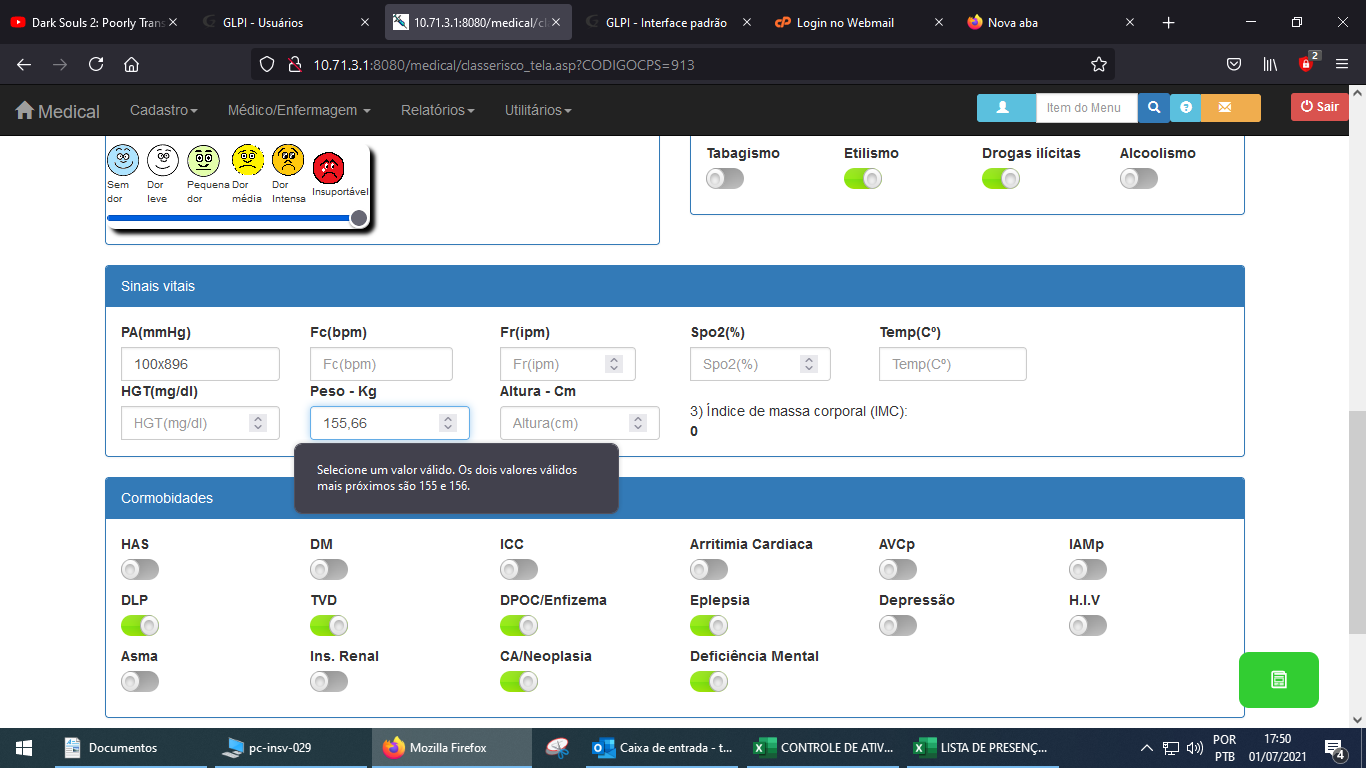 Dark Souls 2: Poorly Trans
GLPI - Usuários
10.71.3.1:8080/medical/cl
GLPI - Interface padrão
Login no Webmail
Nova aba
10.71.3.1:8080/medical/classerisco_tela.asp?CODIGOCPS=913
2
Medical
Cadastro
Médico/Enfermagem
Relatórios
Utilitários
Item do Menu
Sair
Sem dor
Dor leve
Pequena dor
Dor média
Dor Intensa
Insuportável
Tabagismo
Etilismo
Drogas ilícitas
Alcoolismo
Sinais vitais
PA(mmHg)
Fc(bpm)
Fr(ipm)
Spo2(%)
Temp(Cº)
100x896
Fc(bpm)
Fr(ipm)
Spo2(%)
Temp(Cº)
HGT(mg/dl)
Peso - Kg
Altura - Cm
HGT(mg/dl)
155,66
Altura(cm)
3) Índice de massa corporal (IMC):
0
Selecione um valor válido. Os dois valores válidos
mais próximos são 155 e 156.
Cormobidades
HAS
DM
ICC
Arritimia Cardiaca
AVCp
IAMp
DLP
TVD
DPOC/Enfizema
Eplepsia
Depressão
H.I.V
Asma
Ins. Renal
CA/Neoplasia
Deficiência Mental
Documentos
pc-insv-029
Mozilla Firefox
Caixa de entrada - t...
CONTROLE DE ATIV...
LISTA DE PRESENÇ...
POR
PTB
17:50
01/07/2021
4